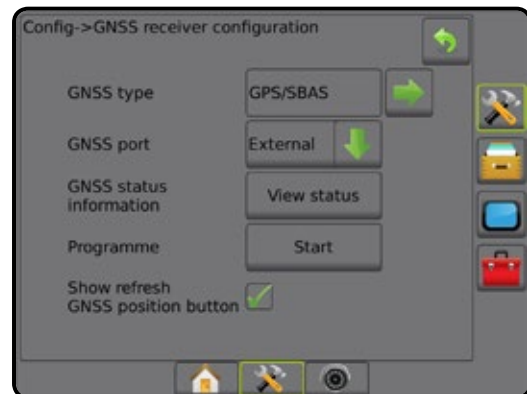 Config->GNSS receiver configuration
GNSS type
GPS/SBAS
GNSS port
External
GNSS status
information
View status
Programme
Start
Show refresh
GNSS position button